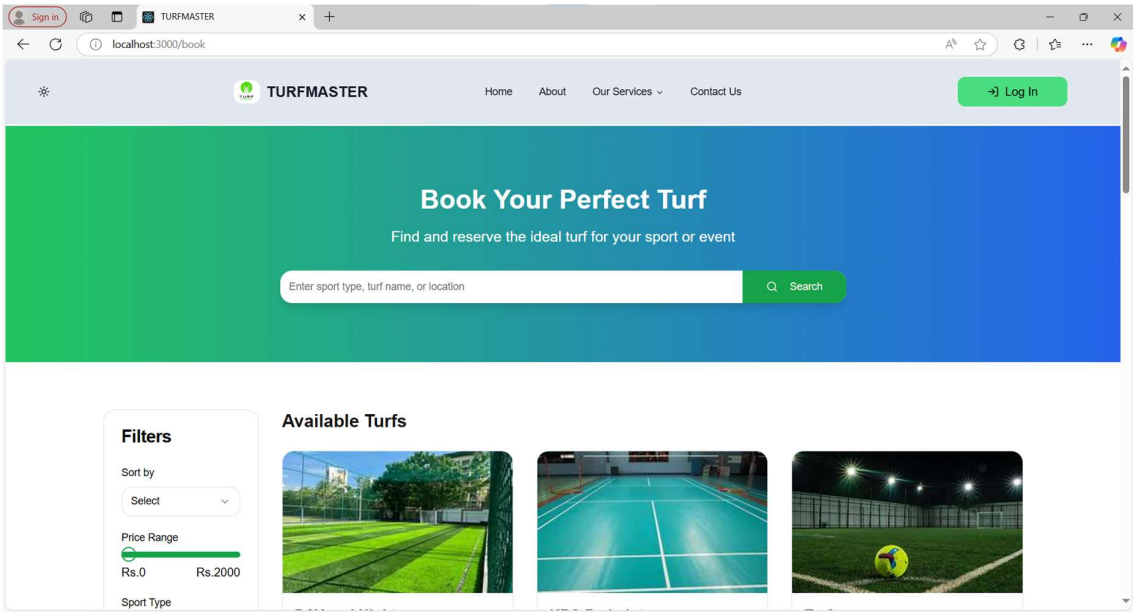 Sign in
TURFMASTER
localhost:3000/book
TURF
TURFMASTER
Home About Our Services Contact Us
Log In
Book Your Perfect Turf
Find and reserve the ideal turf for your sport or event
Enter sport type, turf name, or location
Search
Filters
Sort by
Select
Price Range
Rs.0 Rs.2000
Sport Type
Available Turfs